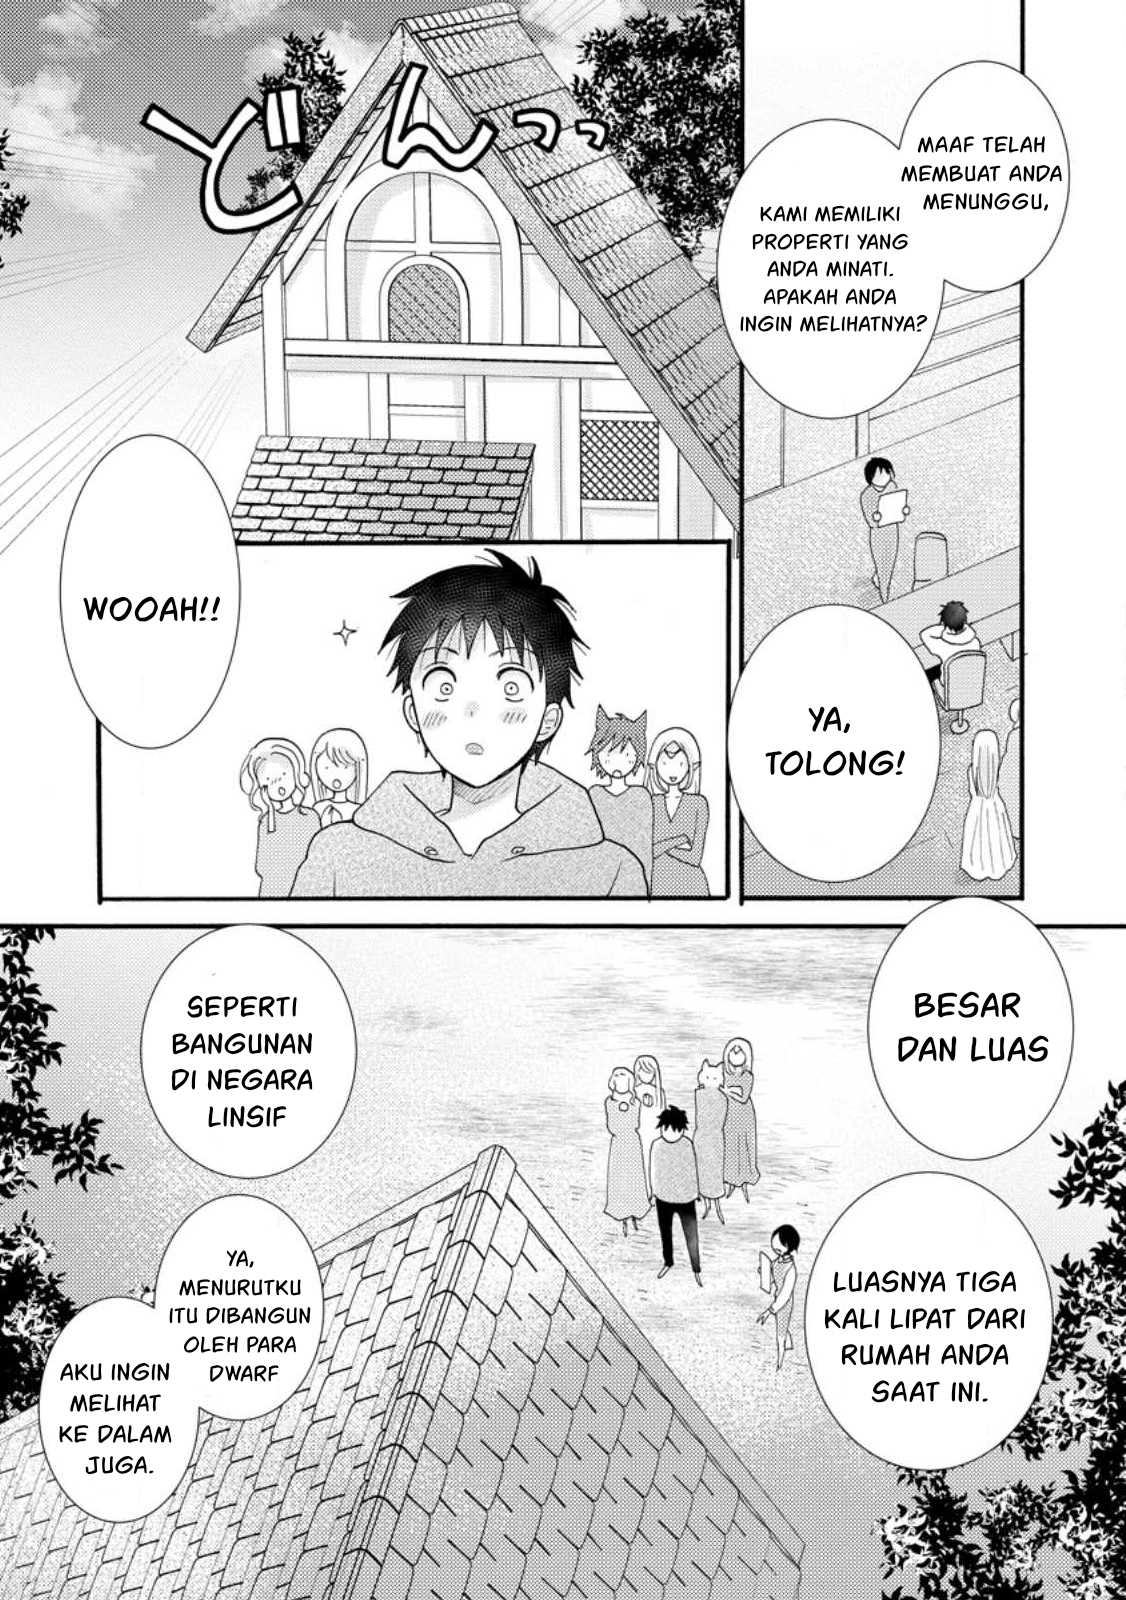 MAAF TELAH
MEMBUAT ANDA
MENUNGGU,
KAMI MEMILIKI
PROPERTI YANG
ANDA MINATI.
APAKAH ANDA
INGIN MELIHATNYA?
YA,
TOLONG!
どんっっ
WOOAH!!
BESAR
DAN LUAS
LUASNYA TIGA
KALI LIPAT DARI
RUMAH ANDA
SAAT INI.
SEPERTI
BANGUNAN
DI NEGARA
LINSIF
YA,
MENURUTKU
ITU DIBANGUN
OLEH PARA
DWARF
AKU INGIN
MELIHAT
KE DALAM
JUGA.